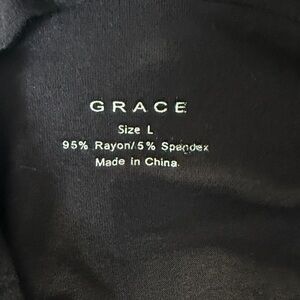 GRACE
Size L
95% Rayon/5% Spandex
Made in China.